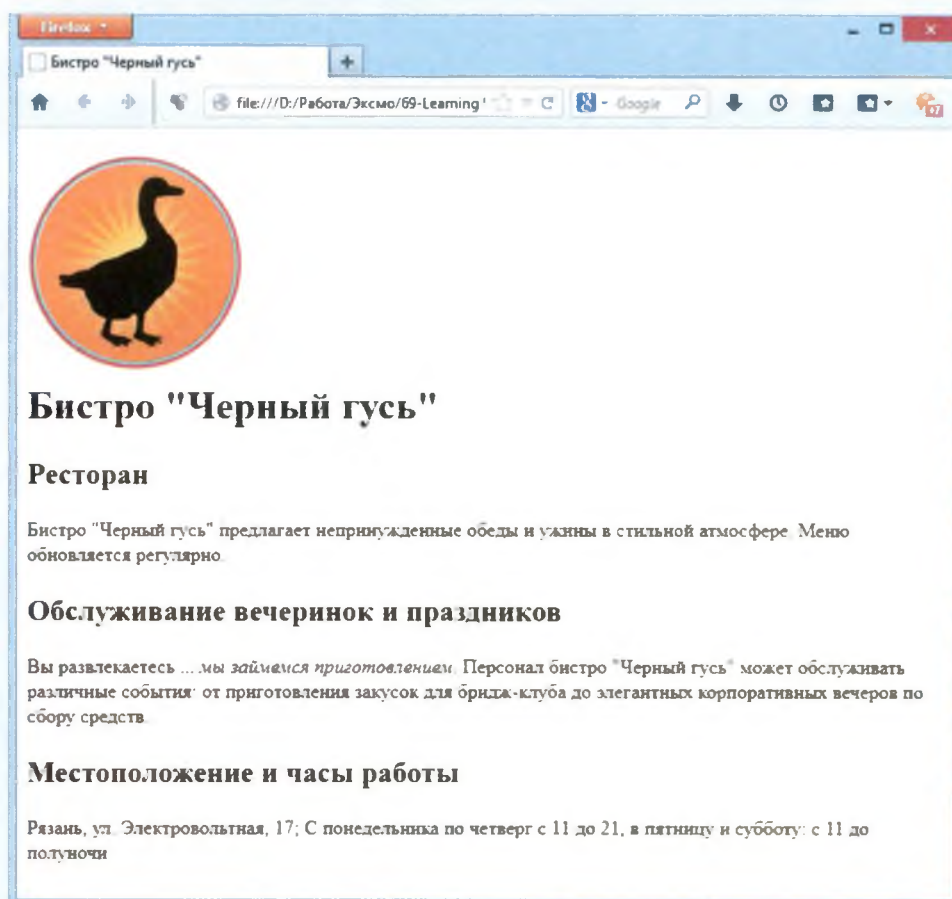 Firefox
Бистро "Черный гусь"
file:///D:/Работа/Эксмо/69-Learning
Google
Бистро "Черный гусь"
Ресторан
Бистро "Черный гусь" предлагает непринужденные обеды и ужины в стильной атмосфере. Меню
обновляется регулярно.
Обслуживание вечеринок и праздников
Вы развлекаетесь ... мы займемся приготовлением. Персонал бистро "Черный гусь" может обслуживать
различные события: от приготовления закусок для бридж-клуба до элегантных корпоративных вечеров по
сбору средств.
Местоположение и часы работы
Рязань, ул. Электровольтная, 17; С понедельника по четверг с 11 до 21, в пятницу и субботу: с 11 до
полуночи